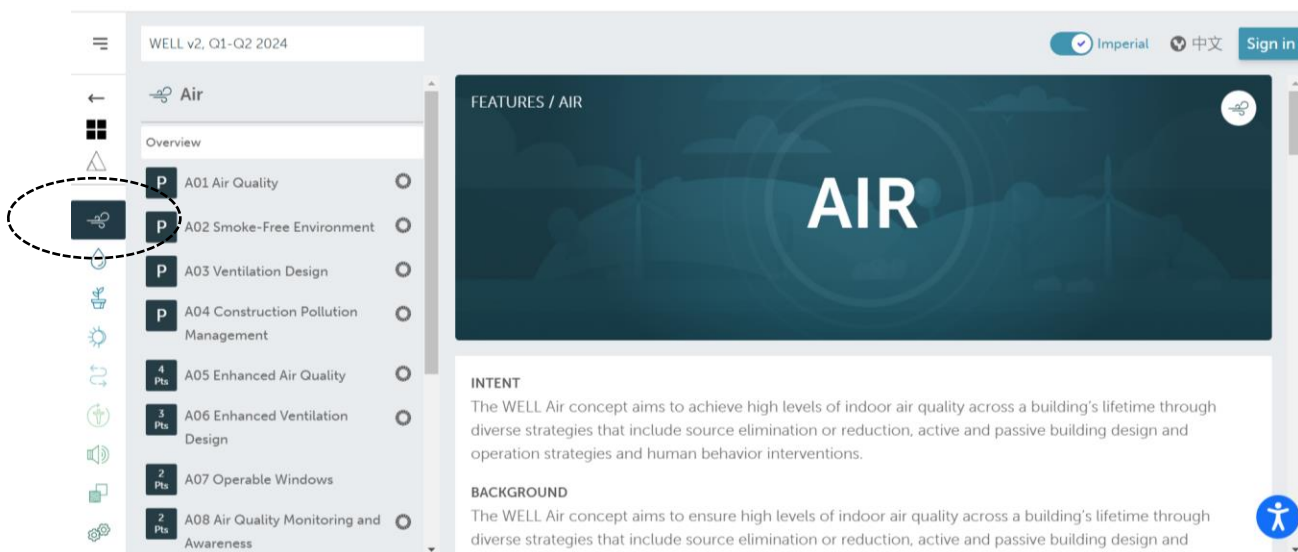 WELL v2, Q1-Q2 2024
Imperial
中文
Sign in
Air
Overview
P A01 Air Quality
P A02 Smoke-Free Environment
P A03 Ventilation Design
P A04 Construction Pollution
Management
4 Pts A05 Enhanced Air Quality
3 Pts A06 Enhanced Ventilation
Design
2 Pts A07 Operable Windows
2 Pts A08 Air Quality Monitoring and
Awareness
FEATURES / AIR
AIR
INTENT
The WELL Air concept aims to achieve high levels of indoor air quality across a building's lifetime through
diverse strategies that include source elimination or reduction, active and passive building design and
operation strategies and human behavior interventions.
BACKGROUND
The WELL Air concept aims to ensure high levels of indoor air quality across a building's lifetime through
diverse strategies that include source elimination or reduction, active and passive building design and